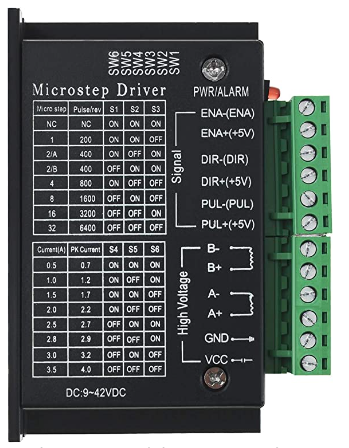 SW6
SW5
SW4
SW3
SW2
SW1
Microstep Driver
PWR/ALARM
Micro step Pulse/rev S1 S2 S3
NC NC ON ON ON
1 200 ON ON OFF
2/A 400 ON OFF ON
2/B 400 OFF ON ON
4 800 ON OFF OFF
8 1600 OFF ON OFF
16 3200 OFF OFF ON
32 6400 OFF OFF OFF
Current(A) PK Current S4 S5 S6
0.5 0.7 ON ON ON
1.0 1.2 ON OFF ON
1.5 1.7 ON ON OFF
2.0 2.2 ON OFF OFF
2.5 2.7 OFF ON ON
2.8 2.9 OFF OFF ON
3.0 3.2 OFF ON OFF
3.5 4.0 OFF OFF OFF
DC:9~42VDC
Signal
ENA-(ENA)
ENA+(+5V)
DIR-(DIR)
DIR+(+5V)
PUL-(PUL)
PUL+(+5V)
High Voltage
B-
B+
A-
A+
GND
VCC